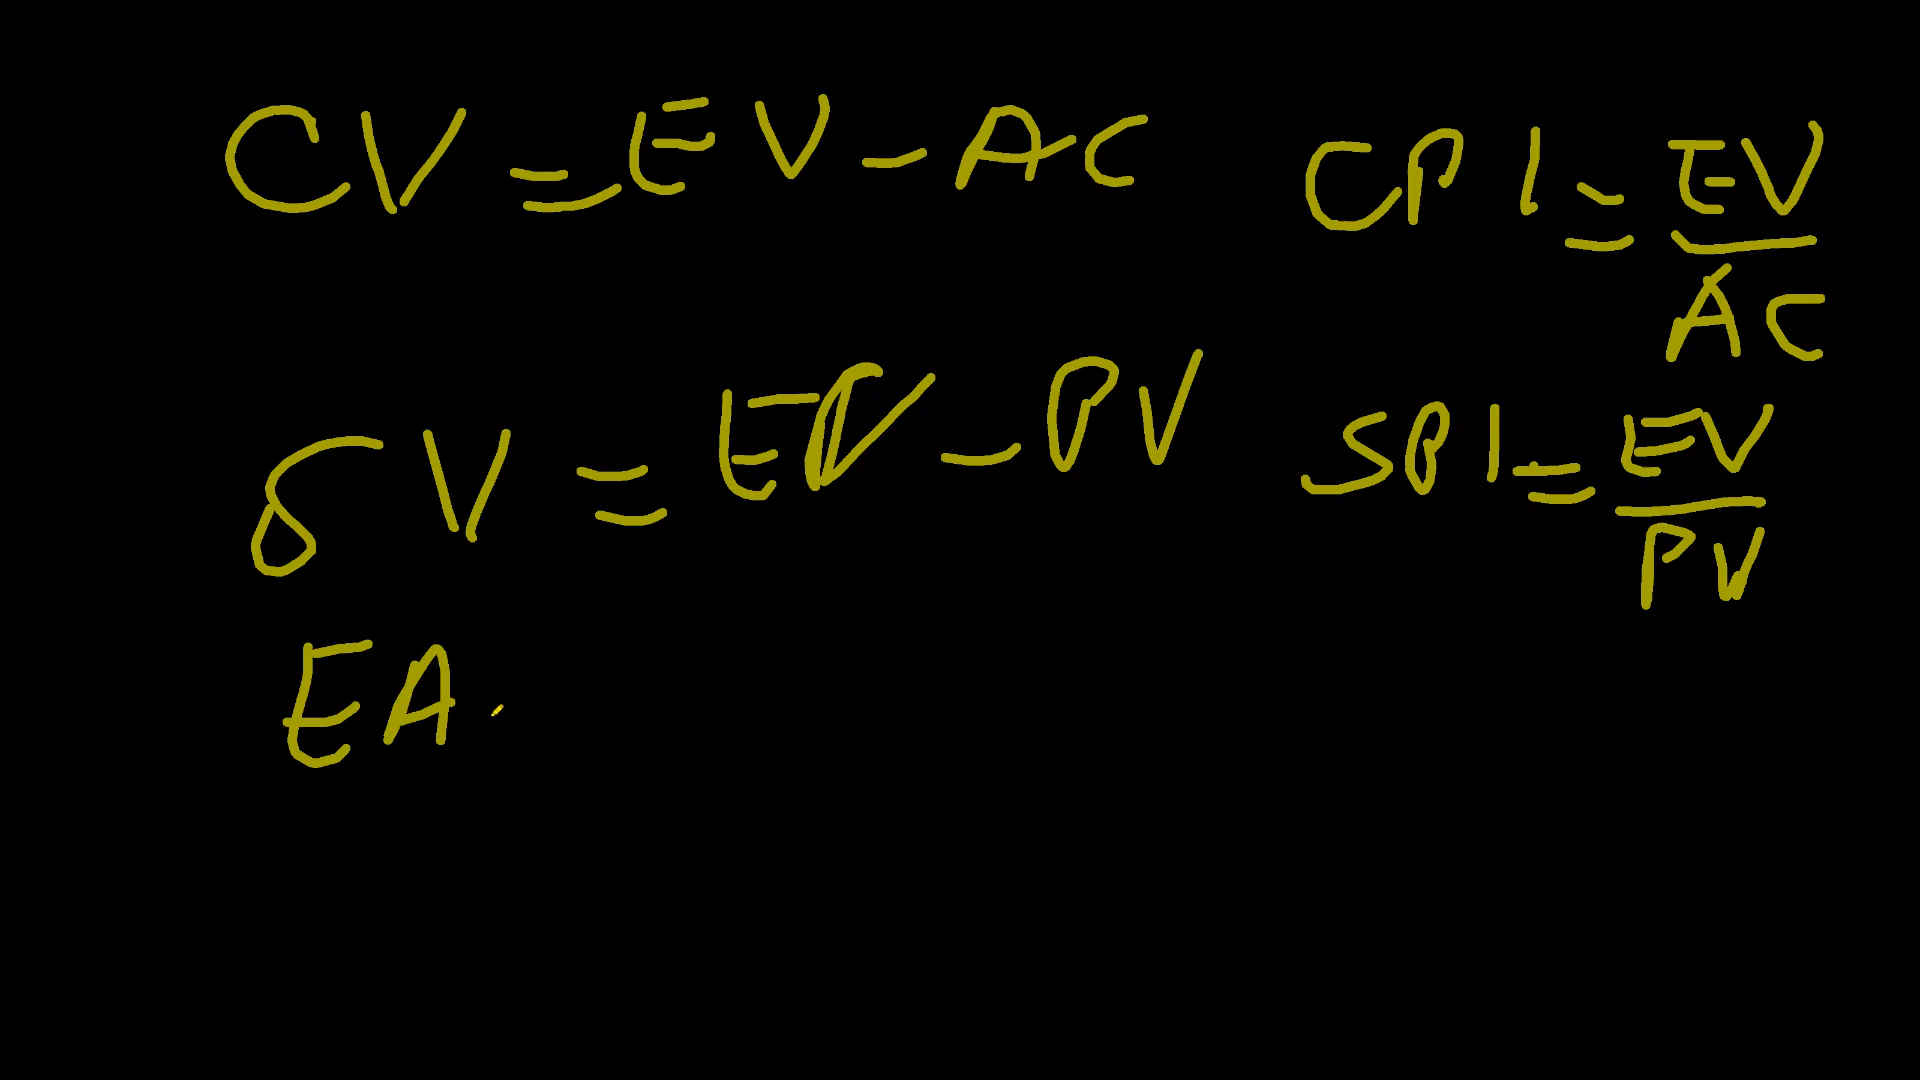 CV = EV - AC
CPI = EV / AC
SV = EV - PV
SPI = EV / PV
EA